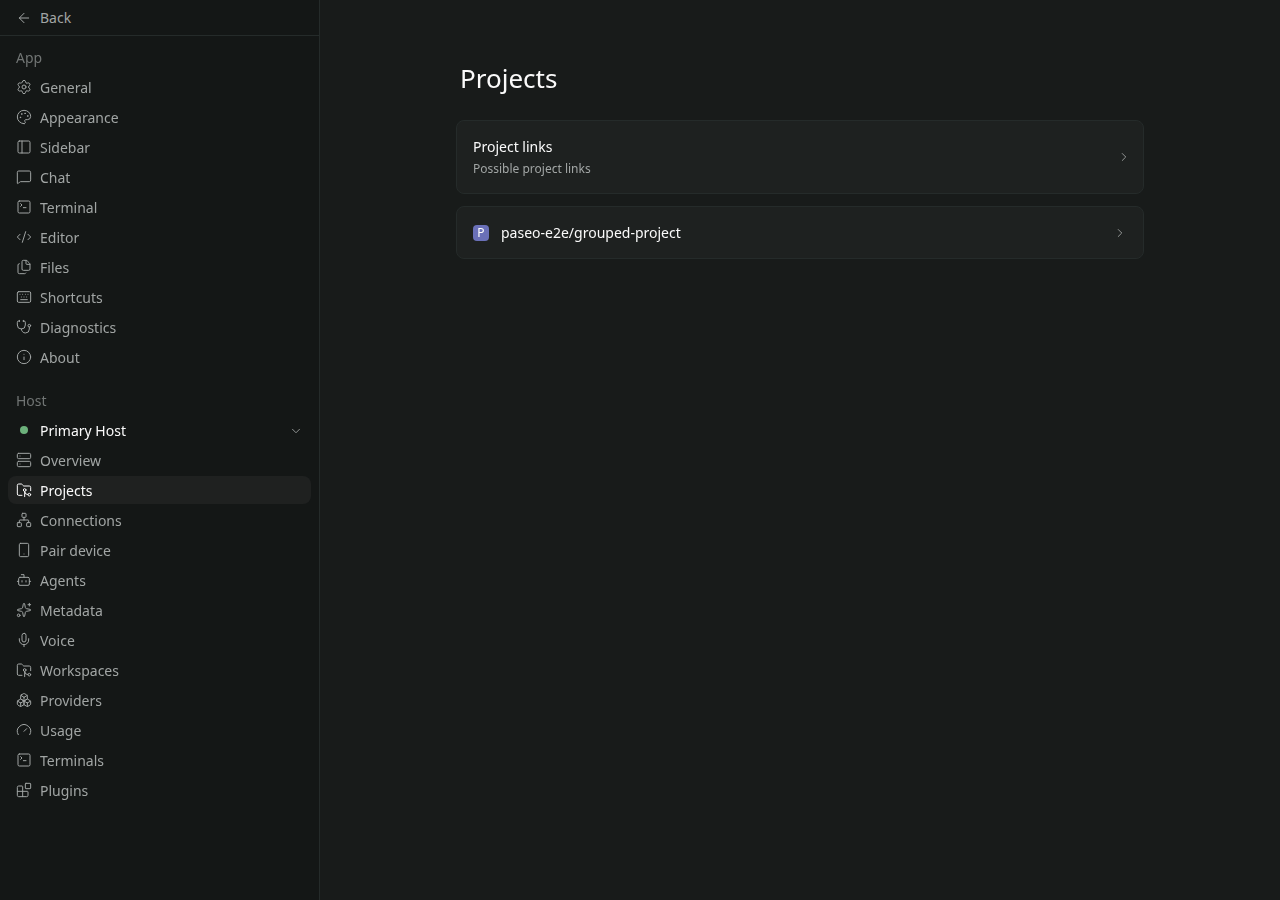 Back
App
General
Appearance
Sidebar
Chat
Terminal
Editor
Files
Shortcuts
Diagnostics
About
Host
Primary Host
Overview
Projects
Connections
Pair device
Agents
Metadata
Voice
Workspaces
Providers
Usage
Terminals
Plugins
Projects
Project links
Possible project links
P paseo-e2e/grouped-project